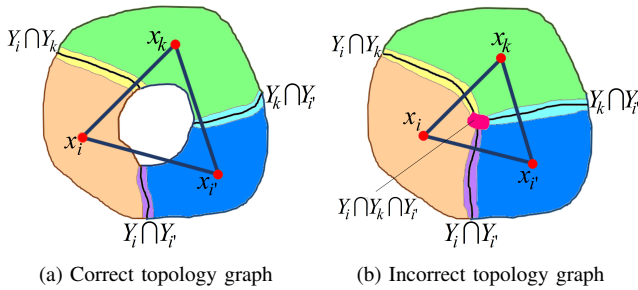 Y_i∩Y_k
x_k
Y_k∩Y_i'
x_i
x_i'
Y_i∩Y_i'
(a) Correct topology graph
Y_i∩Y_k
x_k
Y_k∩Y_i'
x_i
x_i'
Y_i∩Y_k∩Y_i'
Y_i∩Y_i'
(b) Incorrect topology graph